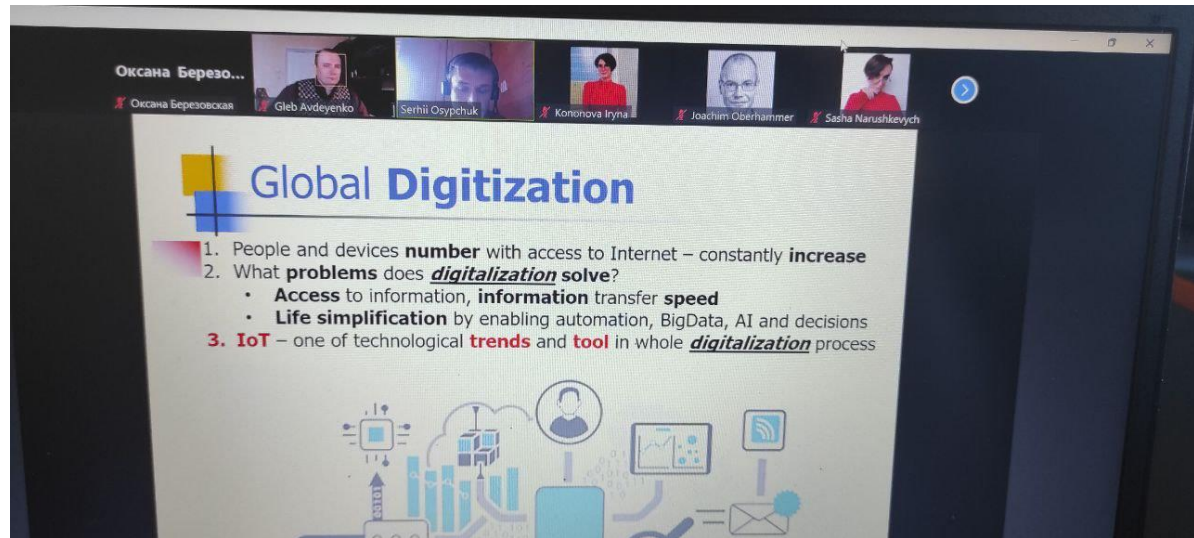 Оксана Березо...
Оксана Березовская
Gleb Avdeyenko
Serhii Osypchuk
Kononova Iryna
Joachim Oberhammer
Sasha Narushkevych
Global Digitization
1. People and devices number with access to Internet – constantly increase
2. What problems does digitalization solve?
• Access to information, information transfer speed
• Life simplification by enabling automation, BigData, AI and decisions
3. IoT – one of technological trends and tool in whole digitalization process